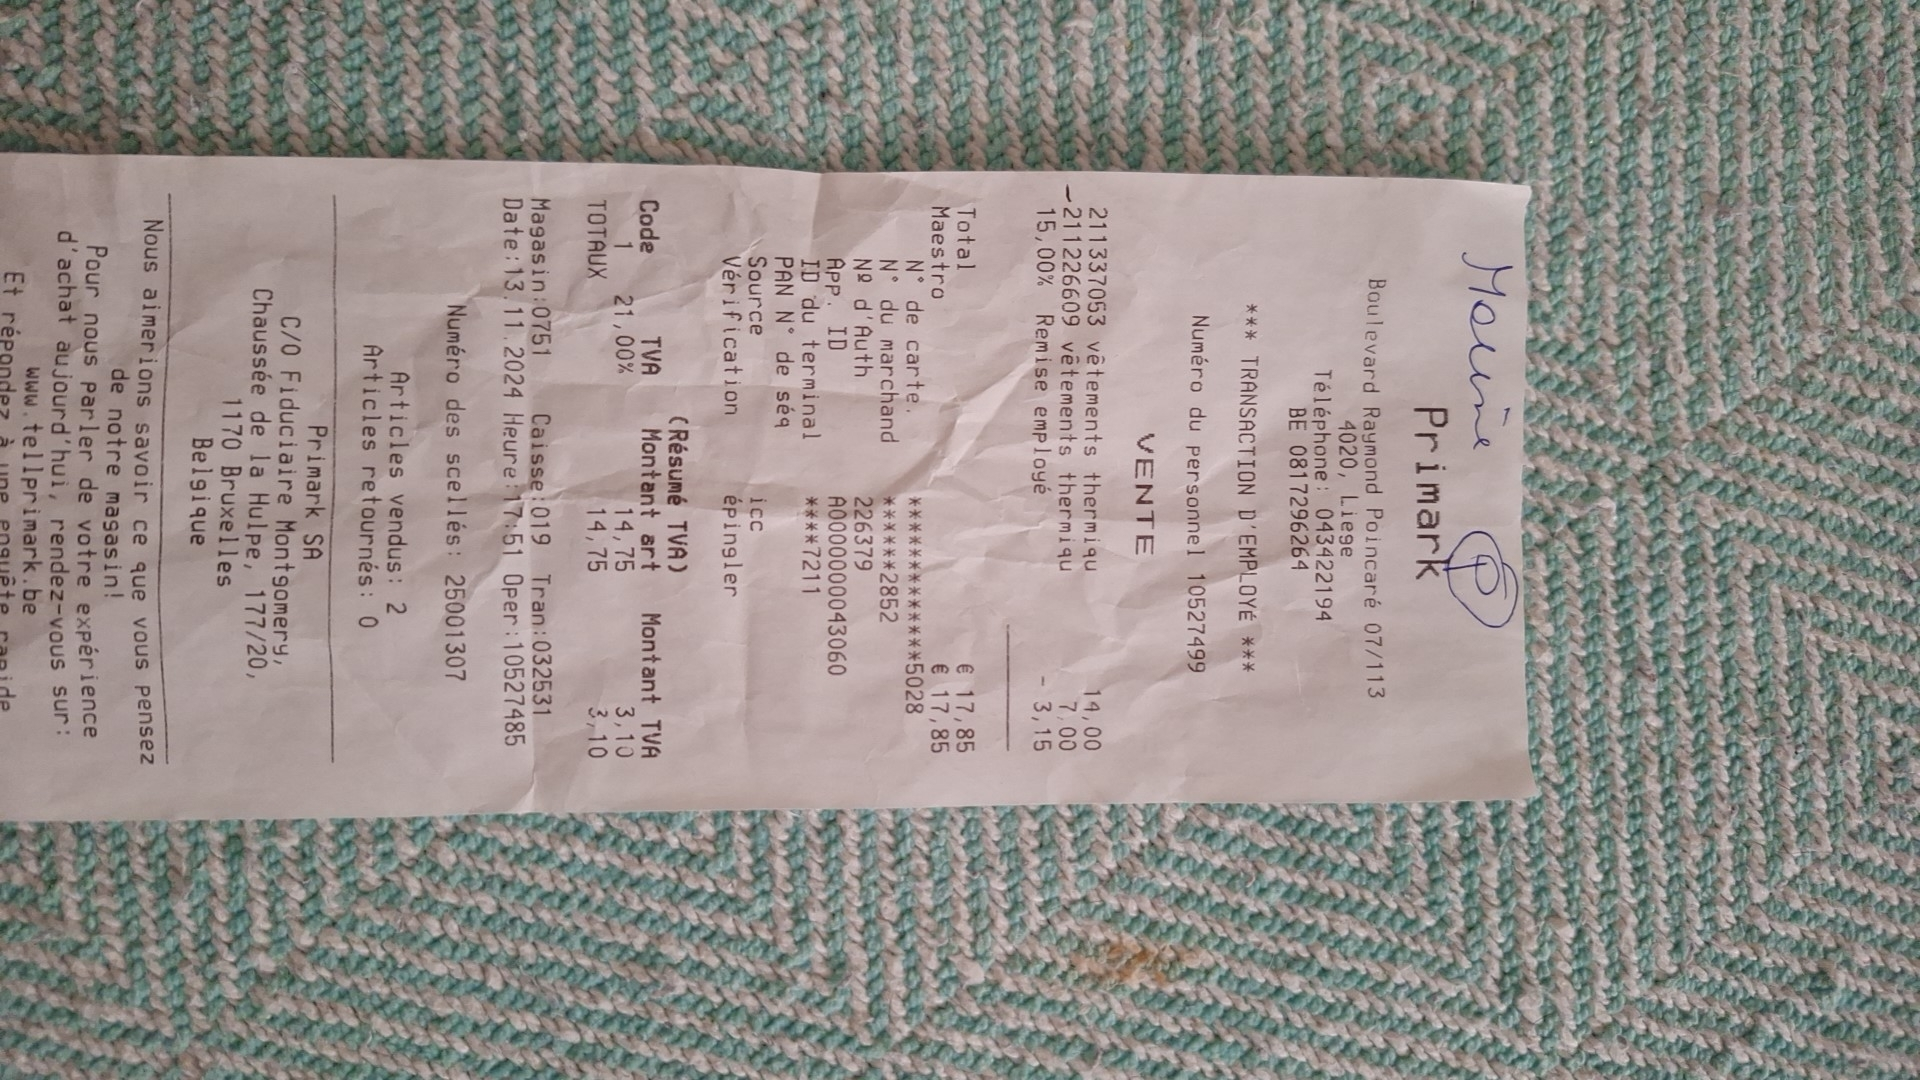 P
Primark
Boulevard Raymond Poincaré 07/113
4020, Liege
Téléphone: 043422194
BE 0817296264
*** TRANSACTION D'EMPLOYÉ ***
Numéro du personnel 10527499
VENTE
211337053 vêtements thermiqu 14,00
-211226609 vêtements thermiqu 7,00
15,00% Remise employé - 3,15
Total € 17,85
Maestro € 17,85
N° de carte. ***************5028
N° du marchand ******2852
Nº d'Auth 226379
App. ID A0000000043060
ID du terminal ****7211
PAN N° de séq
Source icc
Vérification épingler
(Résumé TVA)
Code TVA Montant art Montant TVA
1 21,00% 14,75 3,10
TOTAUX 14,75 3,10
Magasin:0751 Caisse:019 Tran:032531
Date:13.11.2024 Heure:17:51 Oper:10527485
Numéro des scellés: 25001307
Articles vendus: 2
Articles retournés: 0
Primark SA
C/O Fiduciaire Montgomery,
Chaussée de la Hulpe, 177/20,
1170 Bruxelles
Belgique
Nous aimerions savoir ce que vous pensez
de notre magasin!
Pour nous parler de votre expérience
d'achat aujourd'hui, rendez-vous sur:
www.tellprimark.be
Et répondez à une enquête rapide